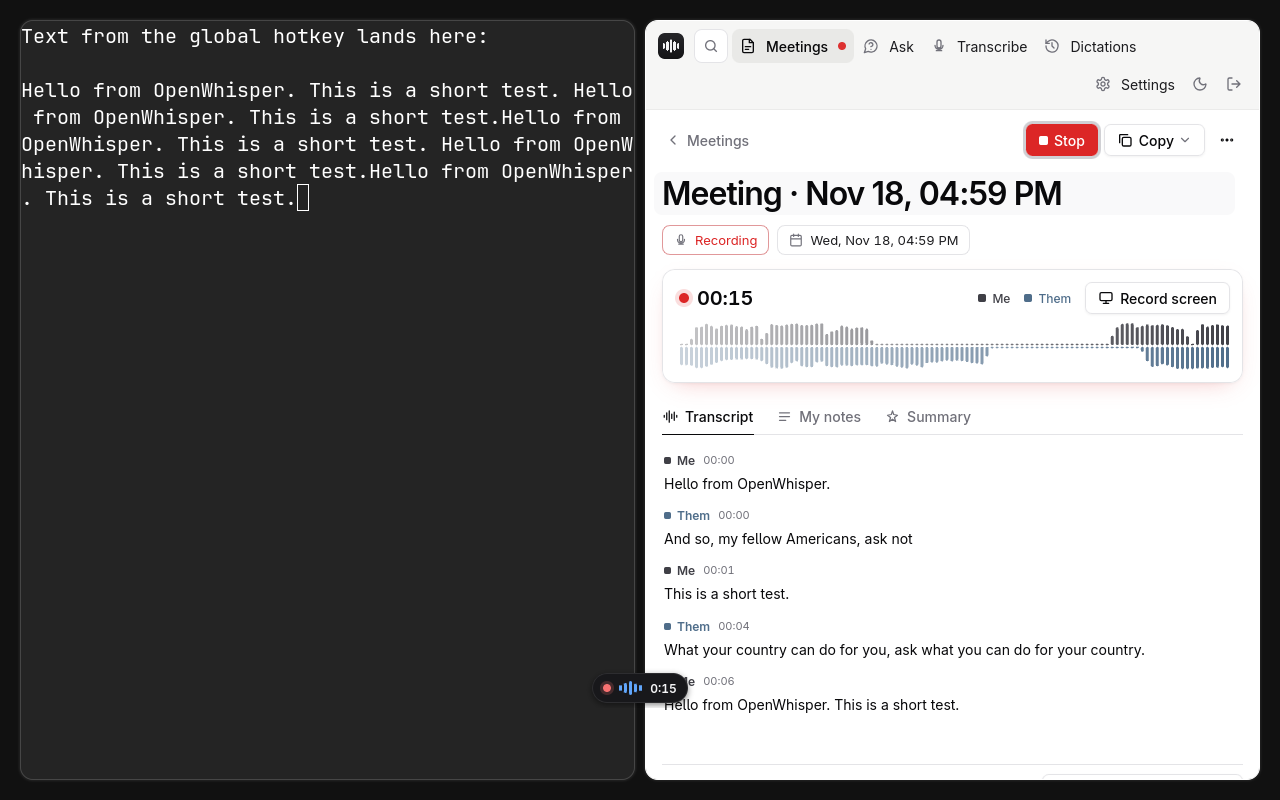 Text from the global hotkey lands here:
Hello from OpenWhisper. This is a short test. Hello
from OpenWhisper. This is a short test.Hello from
OpenWhisper. This is a short test. Hello from OpenW
hisper. This is a short test.Hello from OpenWhisper
. This is a short test.
Meetings
Ask
Transcribe
Dictations
Settings
Meetings
Stop
Copy
Meeting · Nov 18, 04:59 PM
Recording
Wed, Nov 18, 04:59 PM
00:15
Me
Them
Record screen
Transcript
My notes
Summary
Me 00:00
Hello from OpenWhisper.
Them 00:00
And so, my fellow Americans, ask not
Me 00:01
This is a short test.
Them 00:04
What your country can do for you, ask what you can do for your country.
0:15
Me 00:06
Hello from OpenWhisper. This is a short test.